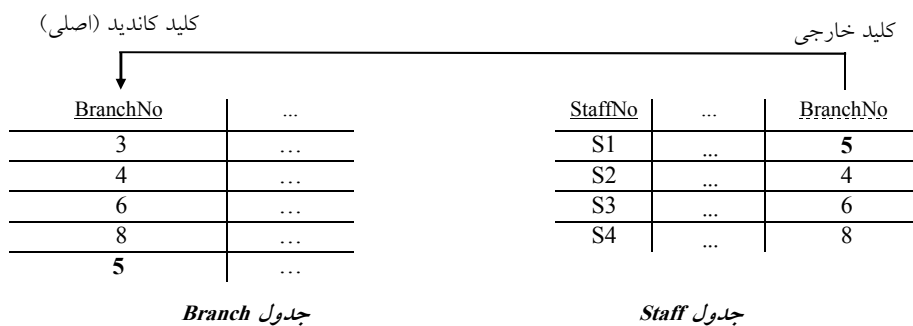 کلید کاندید (اصلی)
کلید خارجی
BranchNo ...
3 ...
4 ...
6 ...
8 ...
5 ...
جدول Branch
StaffNo ... BranchNo
S1 ... 5
S2 ... 4
S3 ... 6
S4 ... 8
جدول Staff